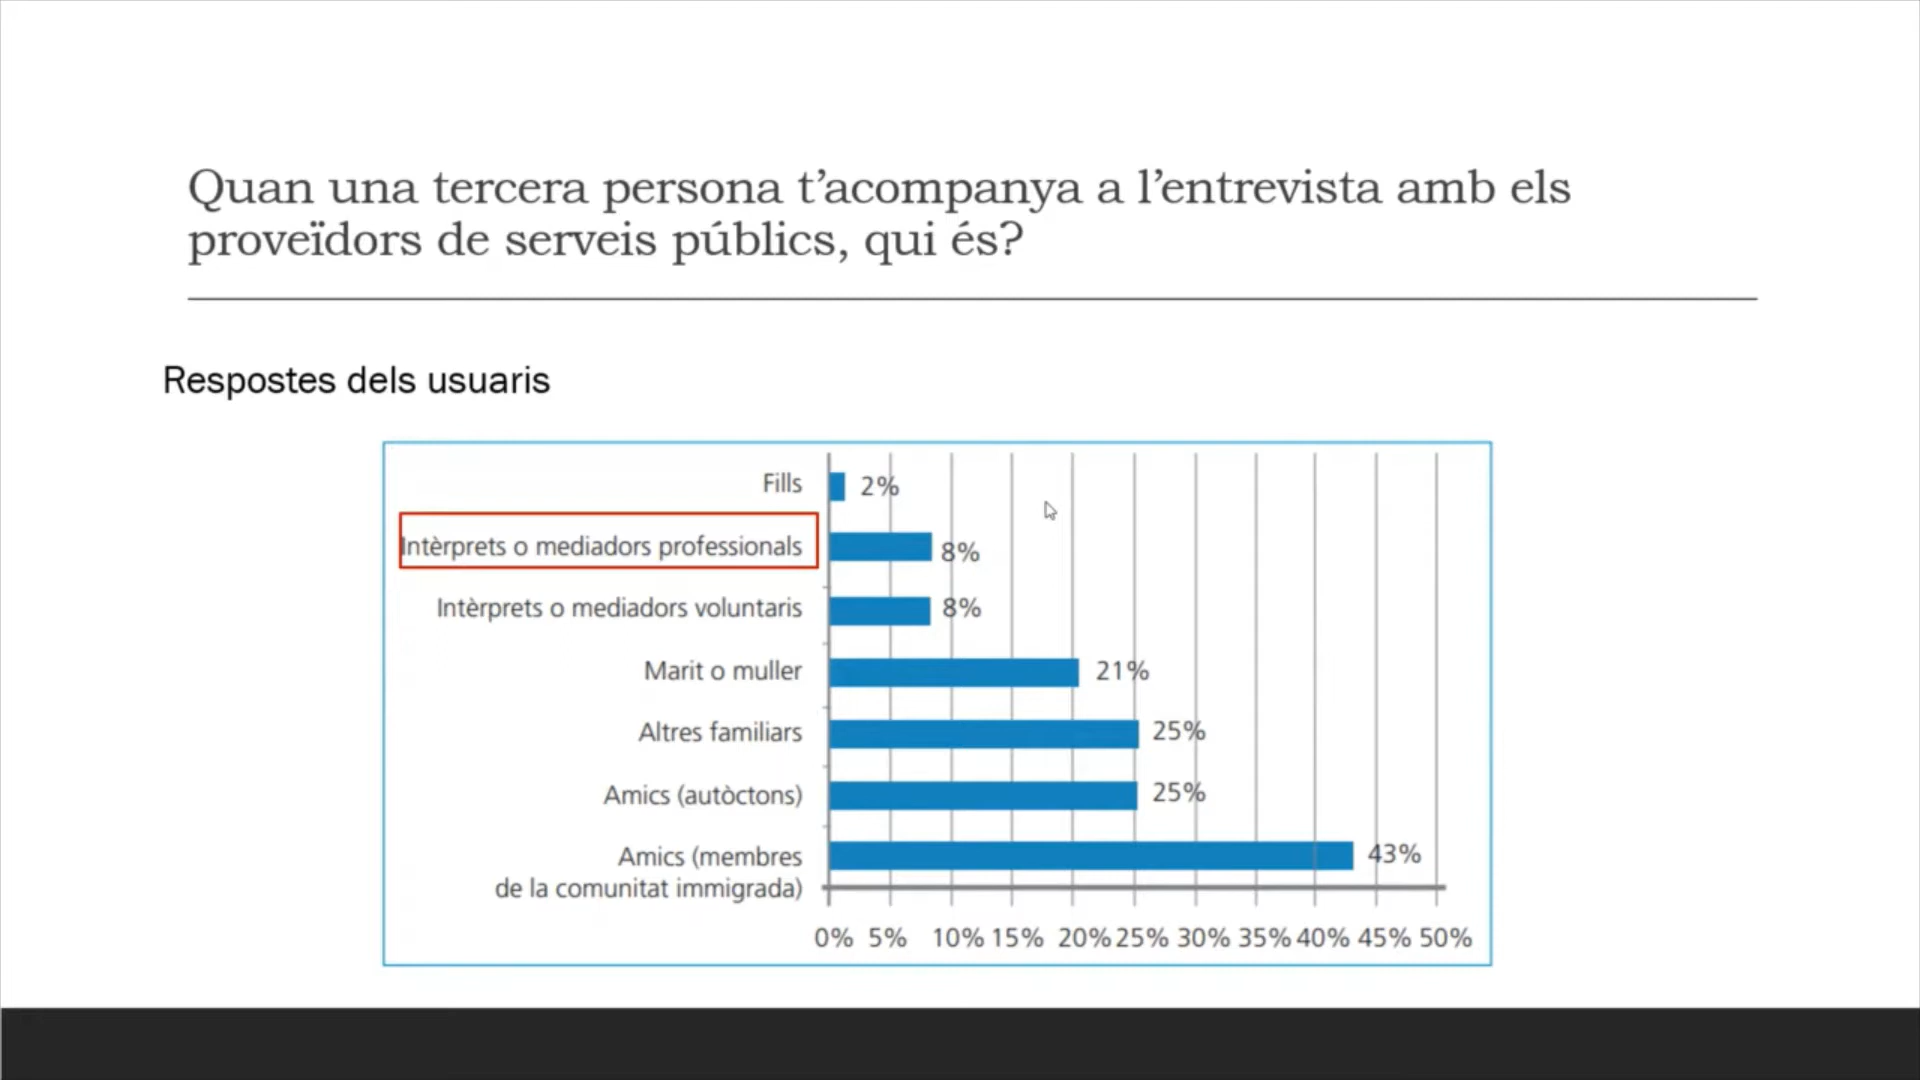 Quan una tercera persona t’acompanya a l’entrevista amb els
proveïdors de serveis públics, qui és?
Respostes dels usuaris
Fills 2%
Intèrprets o mediadors professionals 8%
Intèrprets o mediadors voluntaris 8%
Marit o muller 21%
Altres familiars 25%
Amics (autòctons) 25%
Amics (membres
de la comunitat immigrada) 43%
0% 5% 10% 15% 20% 25% 30% 35% 40% 45% 50%